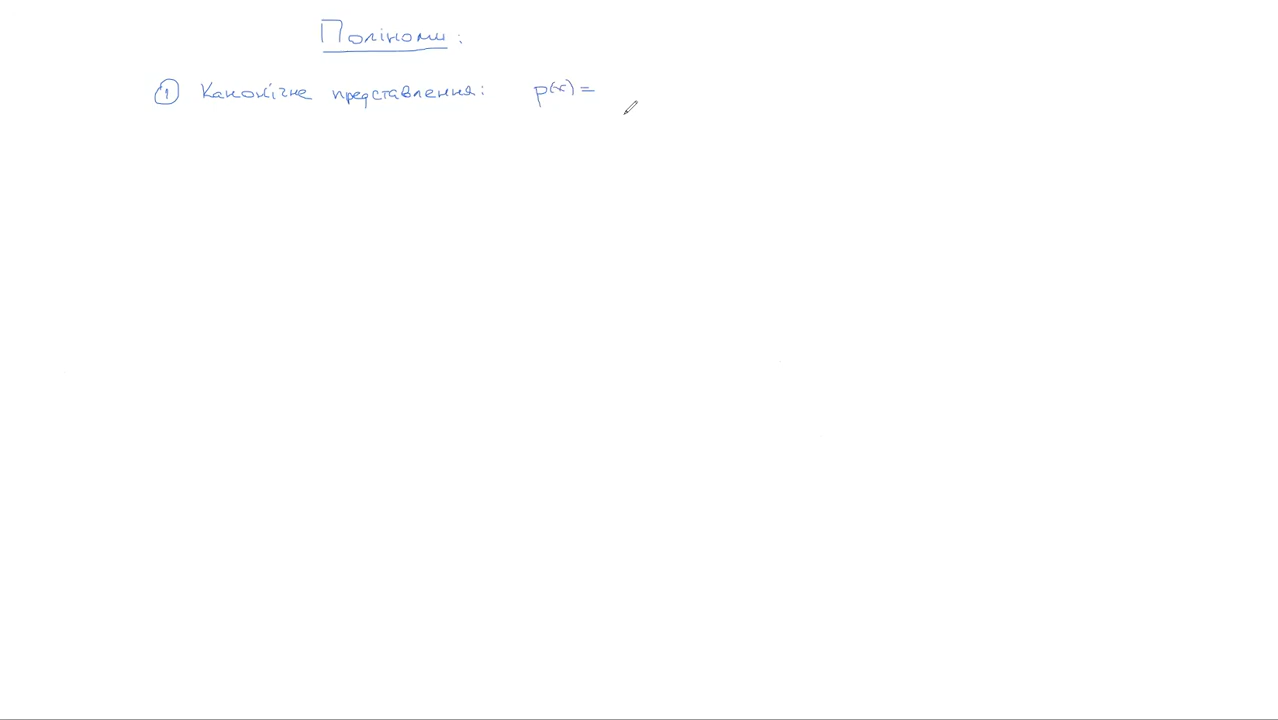 Поліноми:
① Канонічне представлення: p(x) =